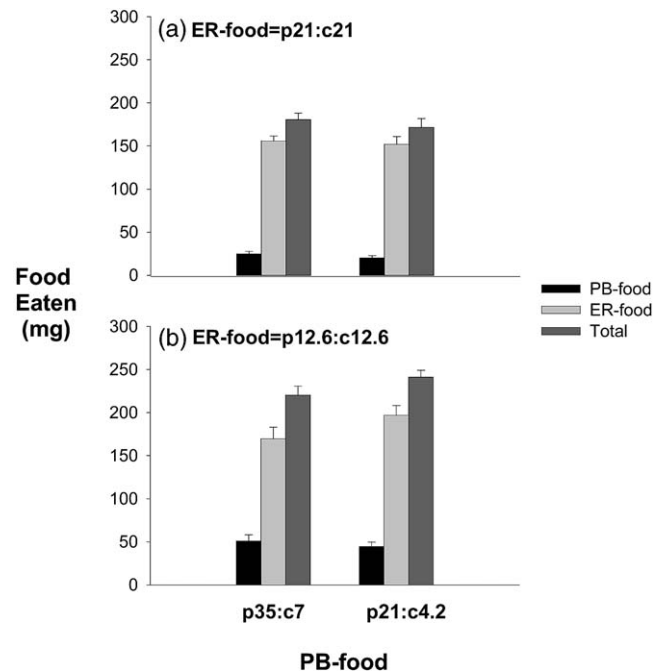 (a) ER-food=p21:c21
300
250
200
150
100
50
0
(b) ER-food=p12.6:c12.6
300
250
200
150
100
50
0
Food
Eaten
(mg)
PB-food
ER-food
Total
p35:c7 p21:c4.2
PB-food